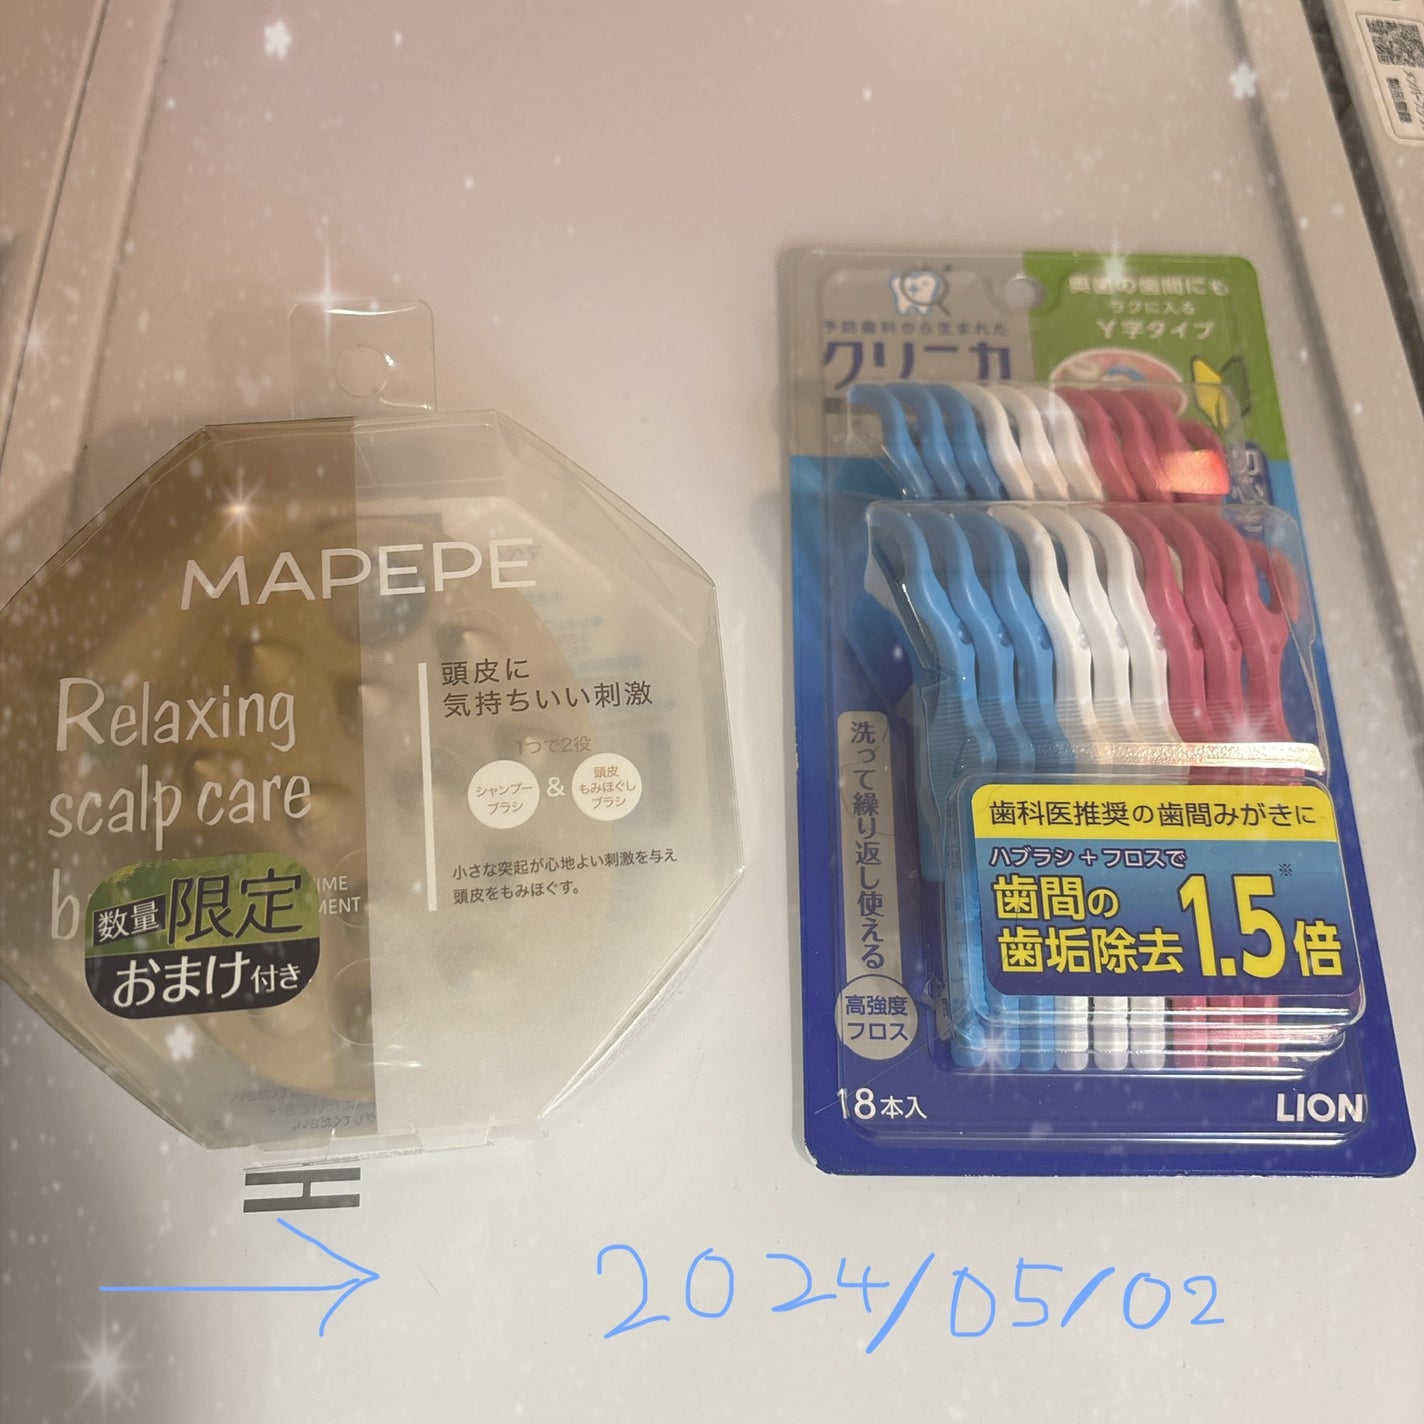 MAPEPE
Relaxing
scalp care
b
IME
MENT
数量限定
おまけ付き
頭皮に
気持ちいい刺激
1つで2役
シャンプー
ブラシ
&
頭皮
もみほぐし
ブラシ
小さな突起が心地よい刺激を与え
頭皮をもみほぐす。
H
予防歯科から生まれた
クリニカ
奥歯の歯間にも
ラクに入る
Y字タイプ
洗って繰り返し使える
高強度
フロス
歯科医推奨の歯間みがきに
ハブラシ+フロスで
歯間の
歯垢除去1.5倍※
18本入
LION
2024/05/02